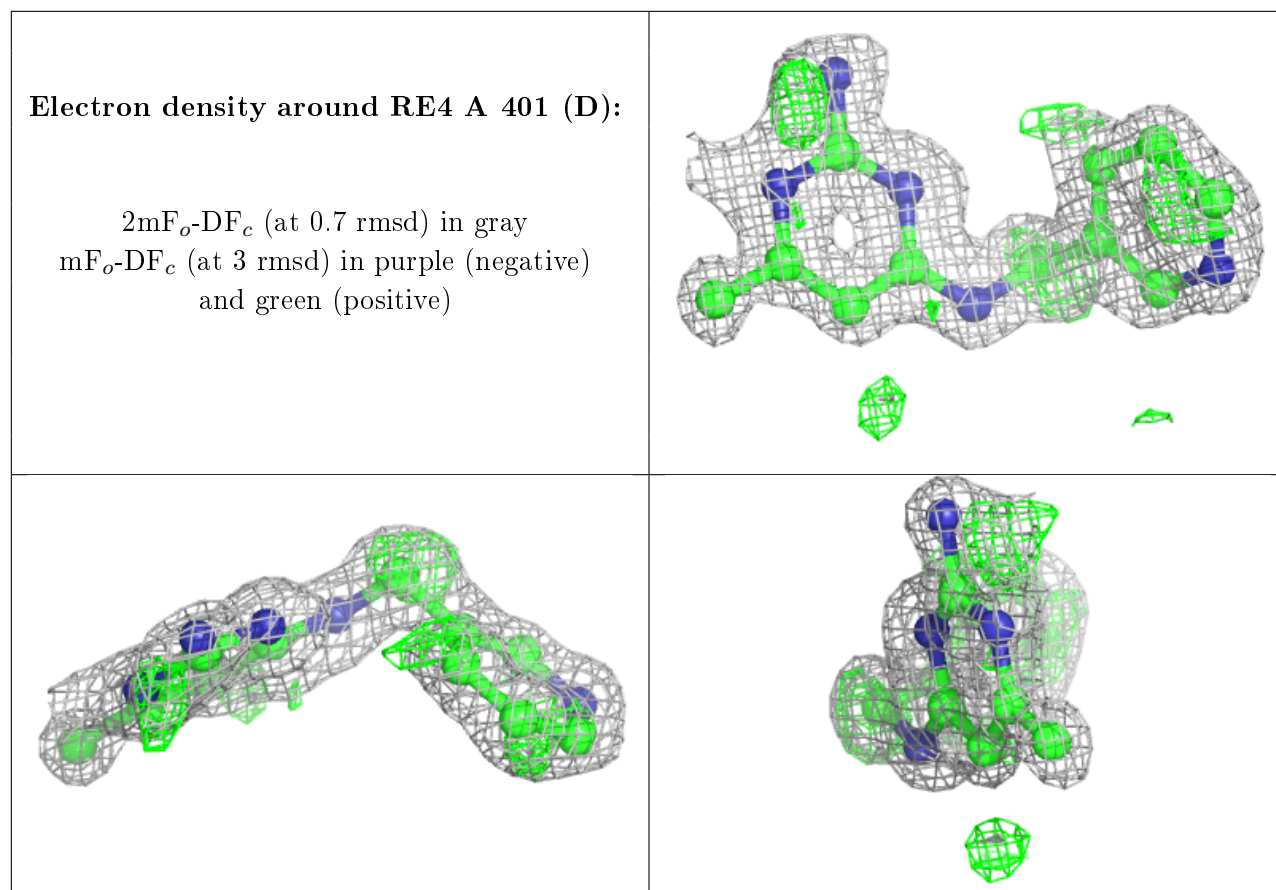 Electron density around RE4 A 401 (D):
2mFo-DFc (at 0.7 rmsd) in gray
mFo-DFc (at 3 rmsd) in purple (negative)
and green (positive)